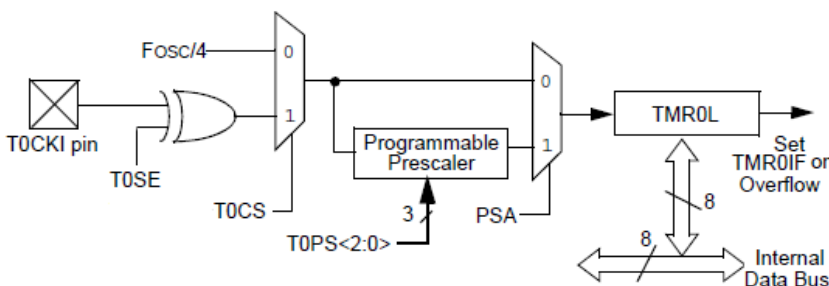 Fosc/4
0
1
T0CKI pin
T0SE
T0CS
Programmable
Prescaler
3
T0PS<2:0>
0
1
PSA
TMR0L
Set
TMR0IF on
Overflow
8
8
Internal
Data Bus